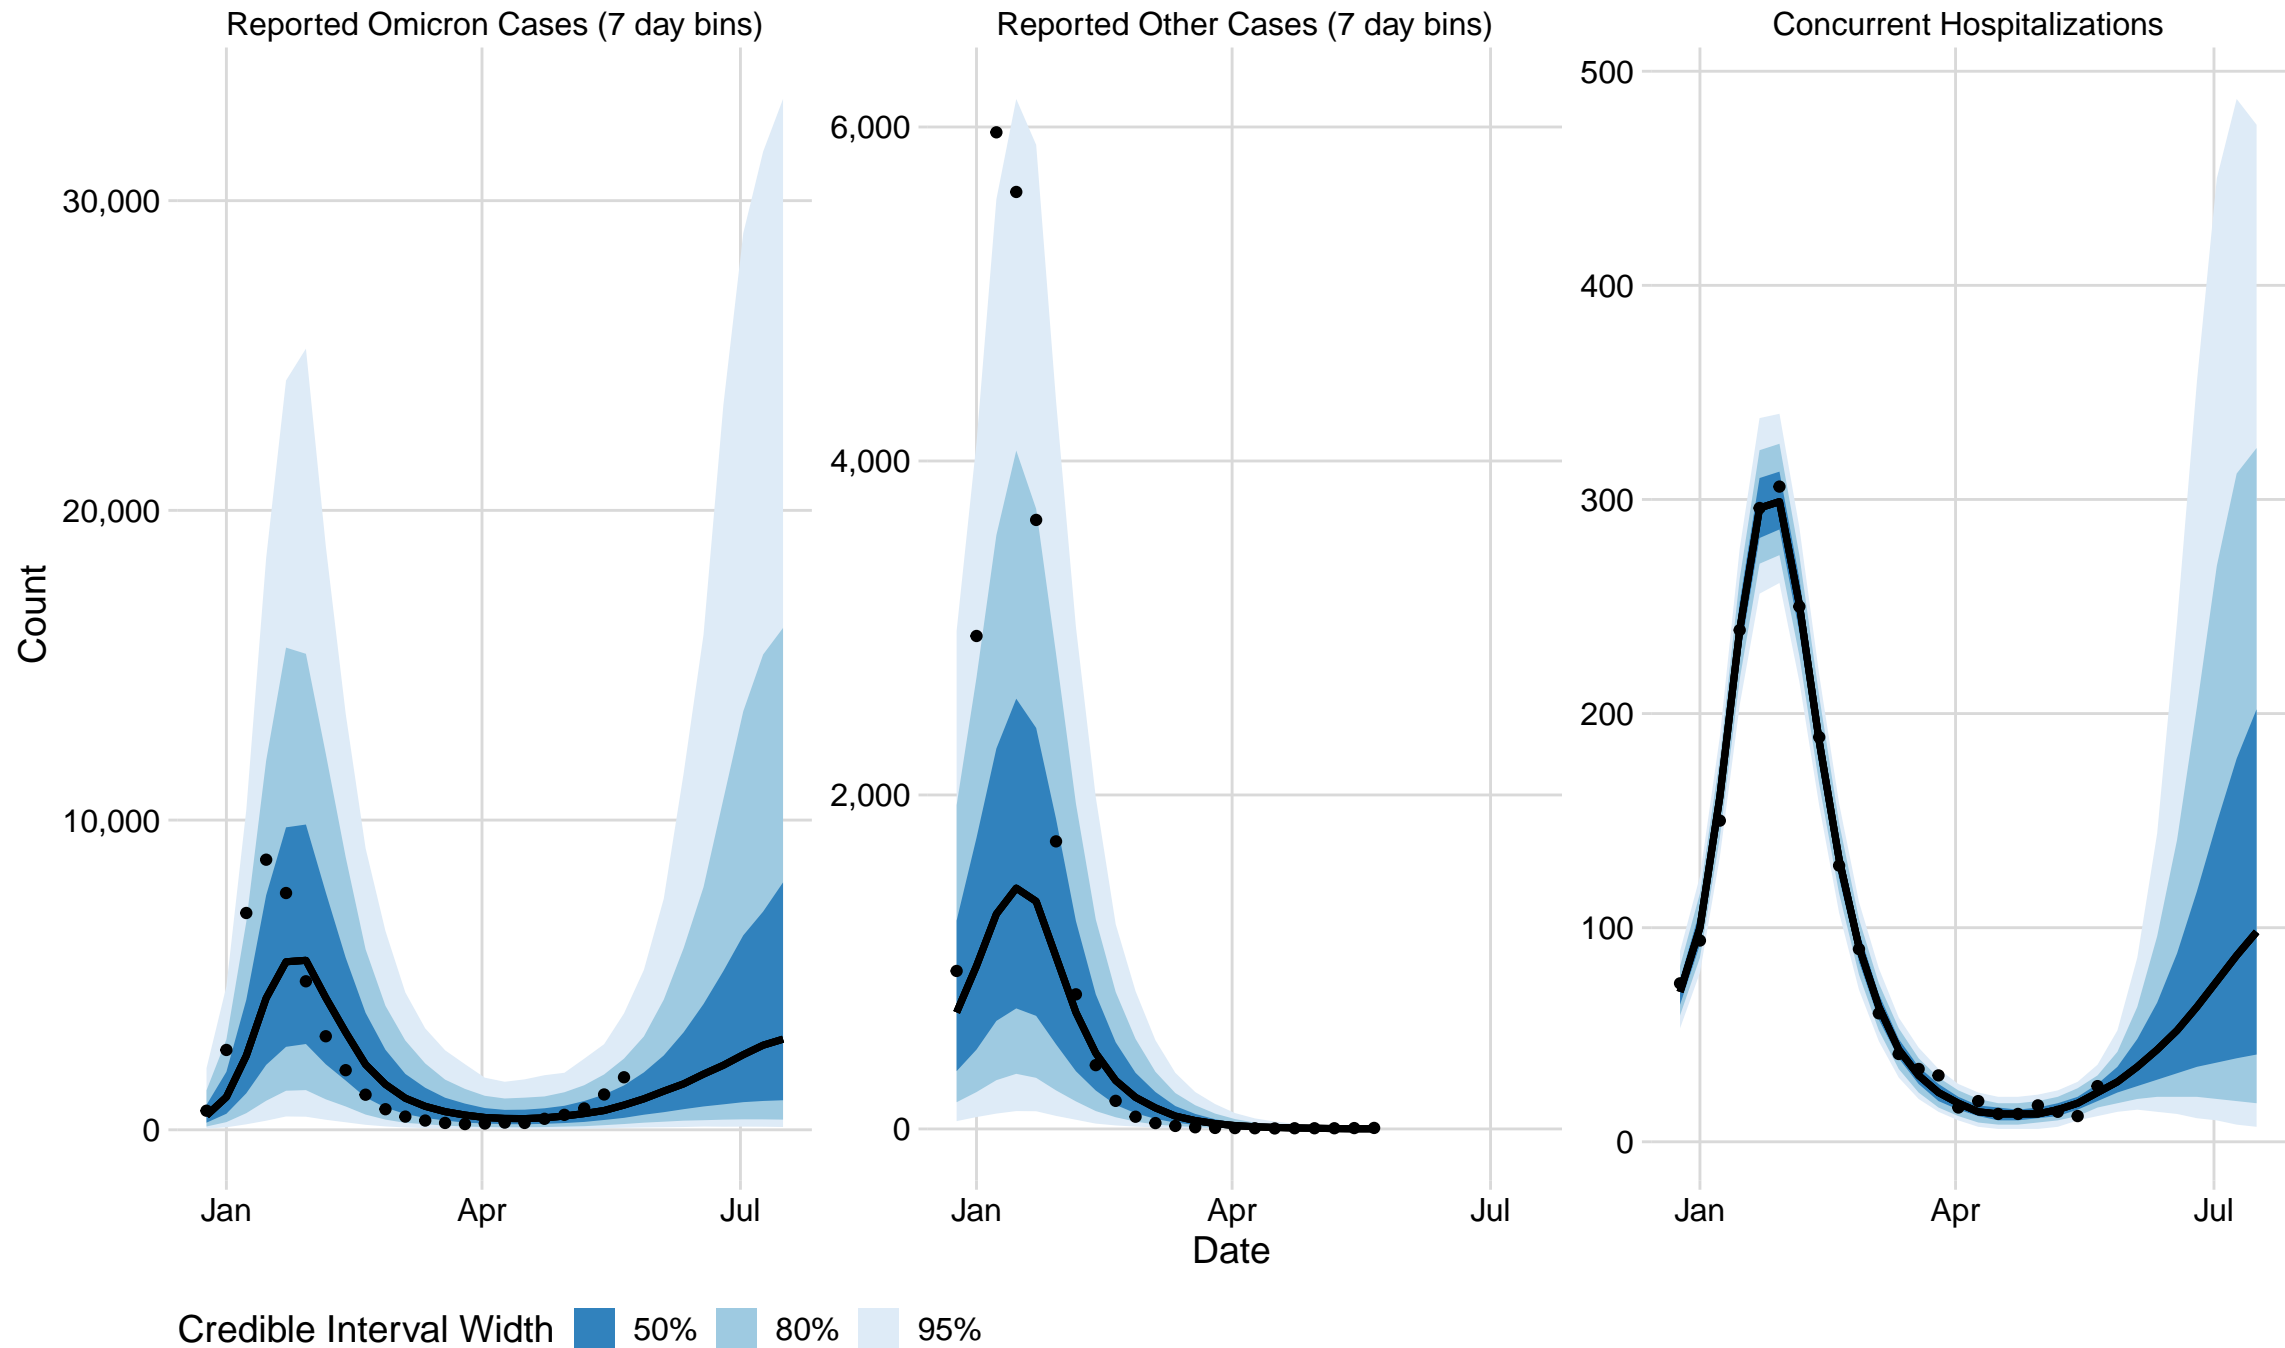 Reported Omicron Cases (7 day bins)
Reported Other Cases (7 day bins)
Concurrent Hospitalizations
Count
30,000
20,000
10,000
0
6,000
4,000
2,000
0
500
400
300
200
100
0
Jan Apr Jul
Jan Apr Jul
Jan Apr Jul
Date
Credible Interval Width 50% 80% 95%